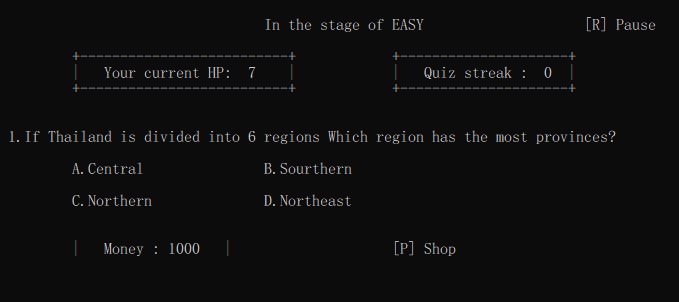 In the stage of EASY [R] Pause
Your current HP: 7 Quiz streak : 0
1.If Thailand is divided into 6 regions Which region has the most provinces?
A.Central B.Sourthern
C.Northern D.Northeast
Money : 1000 [P] Shop